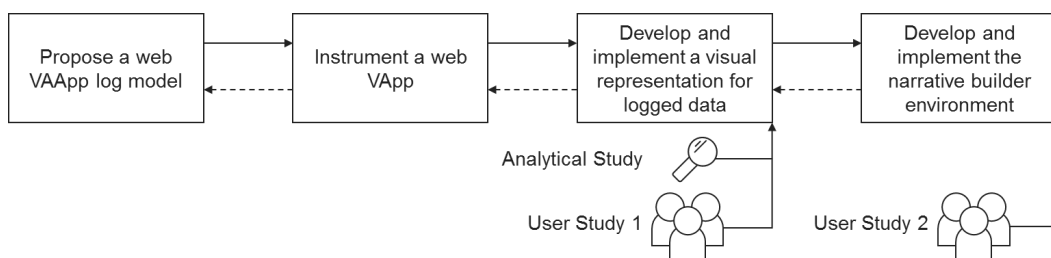 Propose a web
VAApp log model
Instrument a web
VApp
Develop and
implement a visual
representation for
logged data
Develop and
implement the
narrative builder
environment
Analytical Study
User Study 1
User Study 2